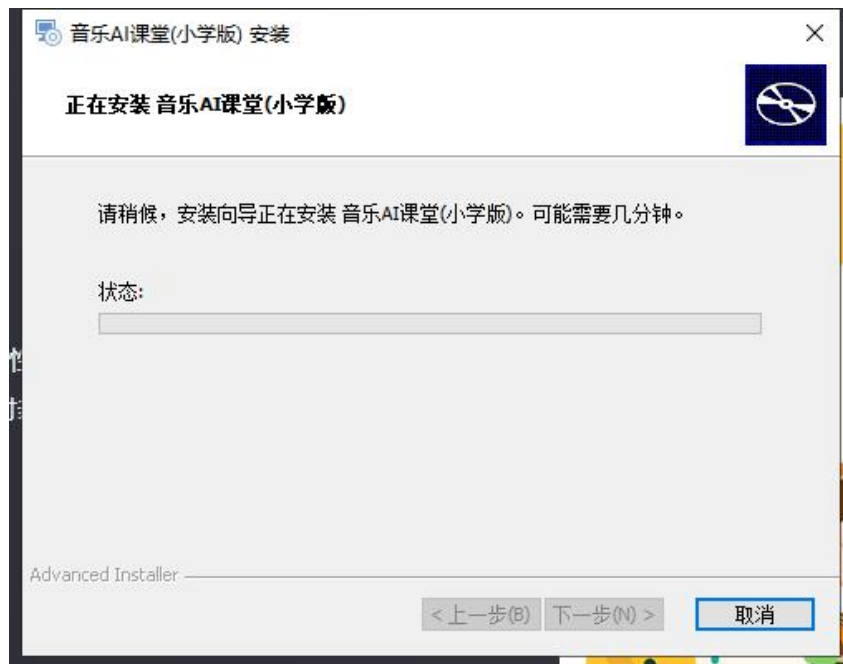 音乐AI课堂(小学版) 安装
正在安装 音乐AI课堂(小学版)
请稍候，安装向导正在安装 音乐AI课堂(小学版)。可能需要几分钟。
状态:
Advanced Installer
< 上一步(B)
下一步(N) >
取消